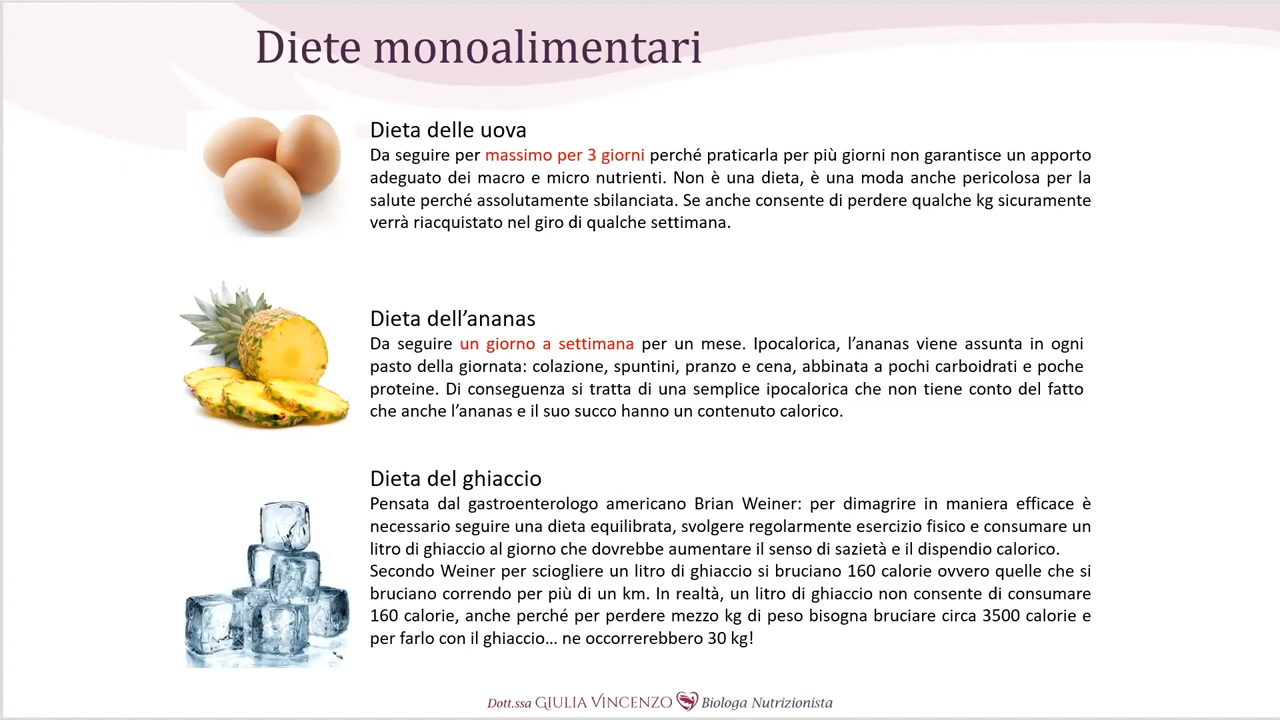 Diete monoalimentari
Dieta delle uova
Da seguire per massimo per 3 giorni perché praticarla per più giorni non garantisce un apporto
adeguato dei macro e micro nutrienti. Non è una dieta, è una moda anche pericolosa per la
salute perché assolutamente sbilanciata. Se anche consente di perdere qualche kg sicuramente
verrà riacquistato nel giro di qualche settimana.
Dieta dell’ananas
Da seguire un giorno a settimana per un mese. Ipocalorica, l’ananas viene assunta in ogni
pasto della giornata: colazione, spuntini, pranzo e cena, abbinata a pochi carboidrati e poche
proteine. Di conseguenza si tratta di una semplice ipocalorica che non tiene conto del fatto
che anche l’ananas e il suo succo hanno un contenuto calorico.
Dieta del ghiaccio
Pensata dal gastroenterologo americano Brian Weiner: per dimagrire in maniera efficace è
necessario seguire una dieta equilibrata, svolgere regolarmente esercizio fisico e consumare un
litro di ghiaccio al giorno che dovrebbe aumentare il senso di sazietà e il dispendio calorico.
Secondo Weiner per sciogliere un litro di ghiaccio si bruciano 160 calorie ovvero quelle che si
bruciano correndo per più di un km. In realtà, un litro di ghiaccio non consente di consumare
160 calorie, anche perché per perdere mezzo kg di peso bisogna bruciare circa 3500 calorie e
per farlo con il ghiaccio… ne occorrerebbero 30 kg!
Dott.ssa GIULIA VINCENZO Biologa Nutrizionista